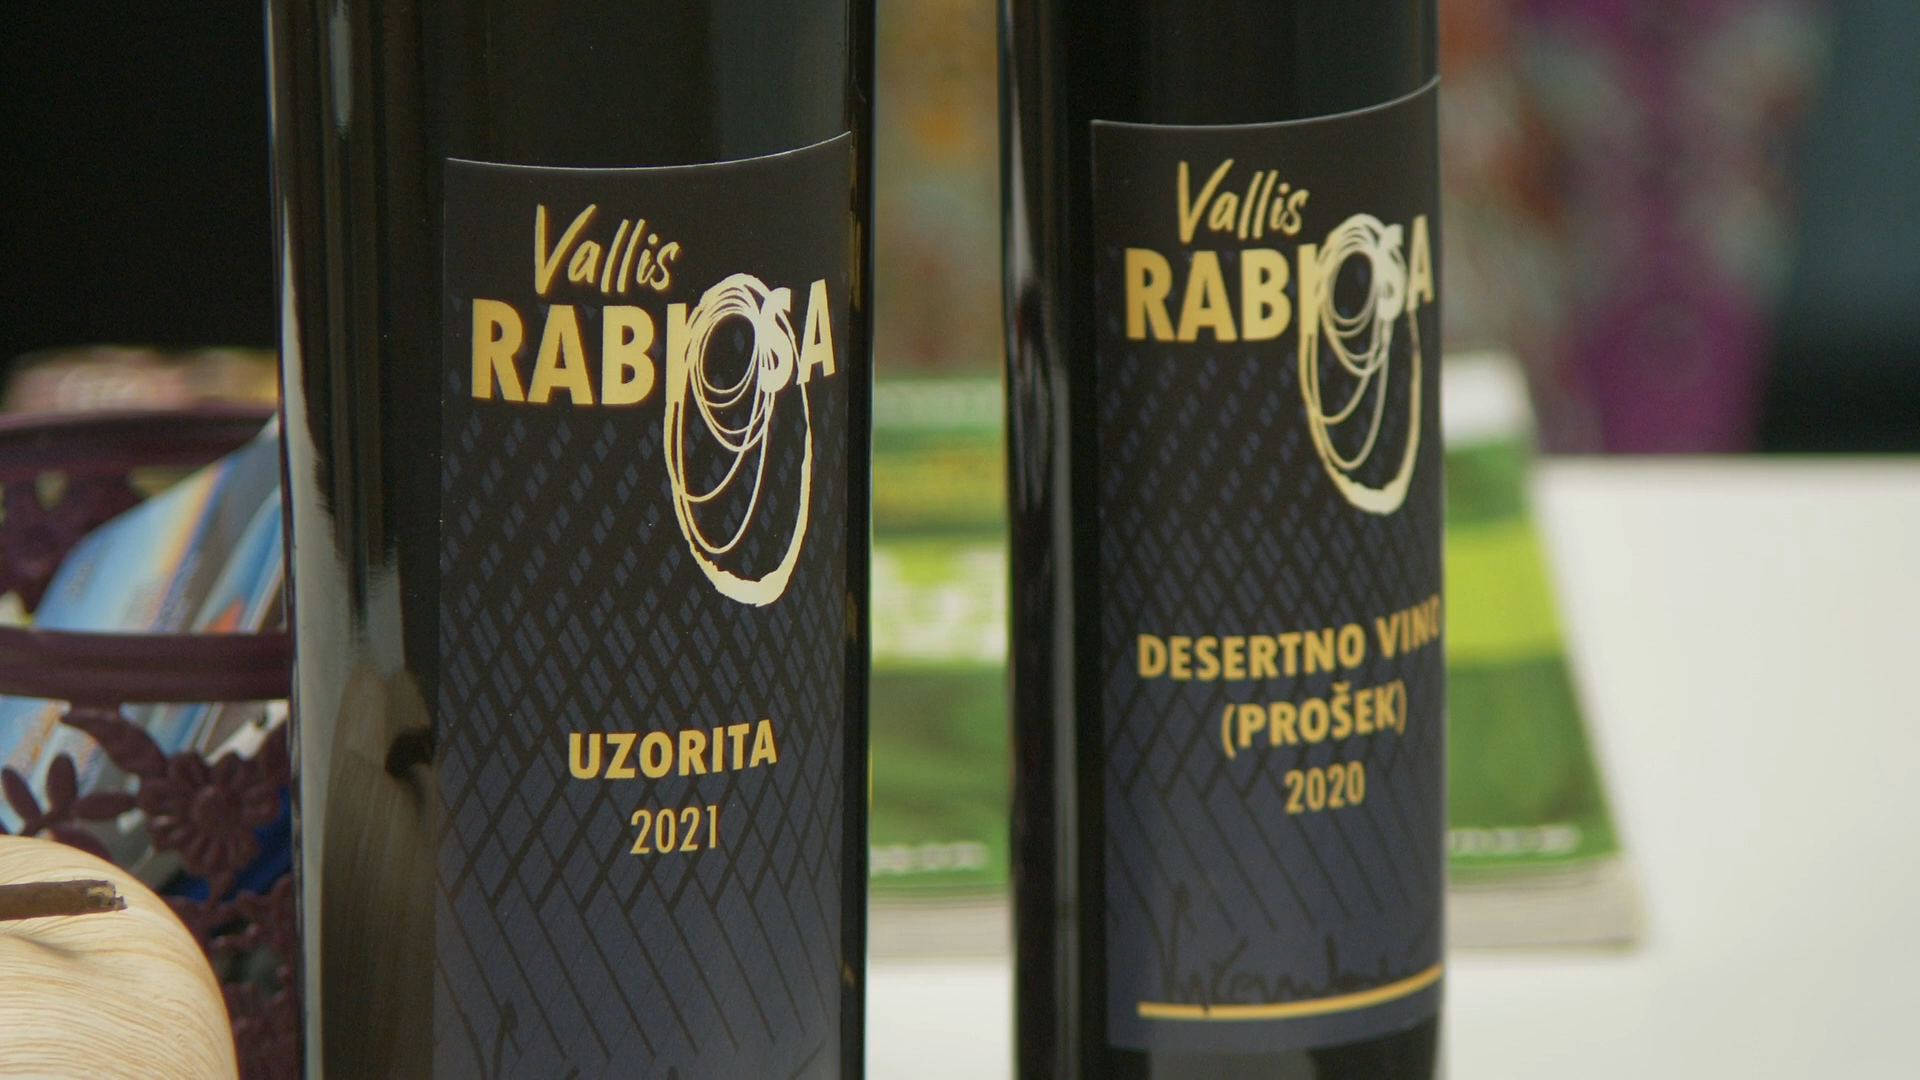 Vallis
RABIOSA
UZORITA
2021
Vallis
RABIOSA
DESERTNO VINO
(PROŠEK)
2020